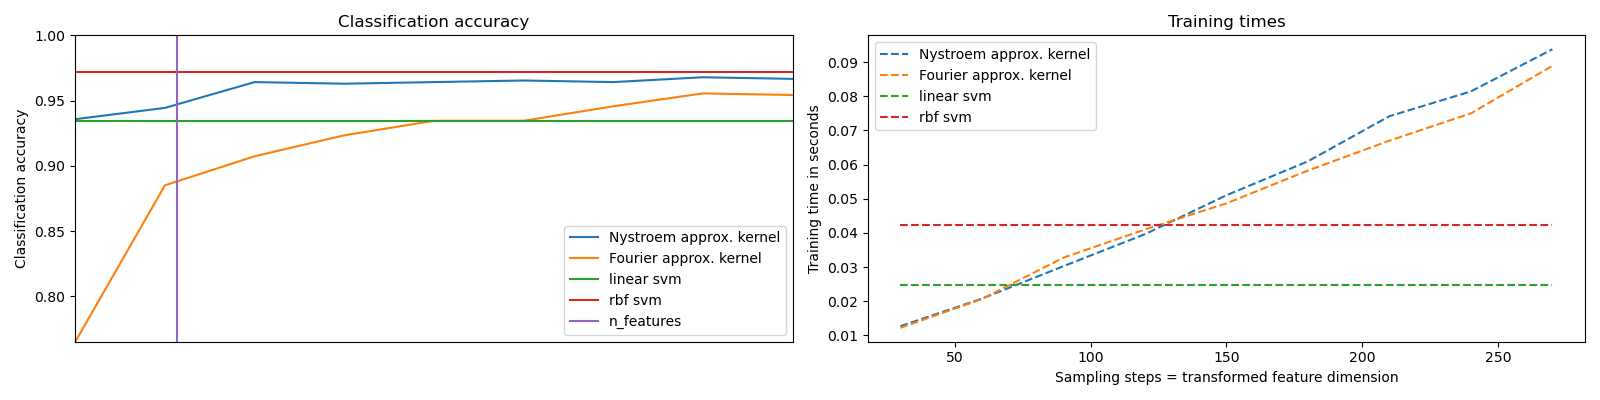 Classification accuracy
Classification accuracy
1.00
0.95
0.90
0.85
0.80
Nystroem approx. kernel
Fourier approx. kernel
linear svm
rbf svm
n_features
Training times
Training time in seconds
0.09
0.08
0.07
0.06
0.05
0.04
0.03
0.02
0.01
Nystroem approx. kernel
Fourier approx. kernel
linear svm
rbf svm
50 100 150 200 250
Sampling steps = transformed feature dimension